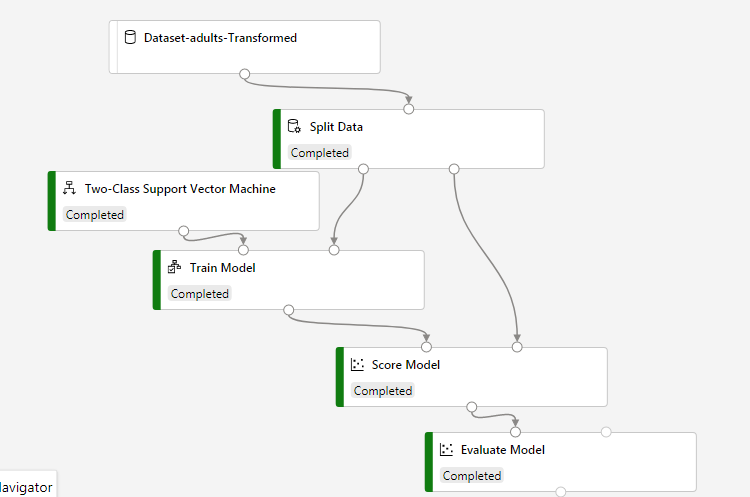 Dataset-adults-Transformed
Split Data
Completed
Two-Class Support Vector Machine
Completed
Train Model
Completed
Score Model
Completed
Evaluate Model
Completed
avigator